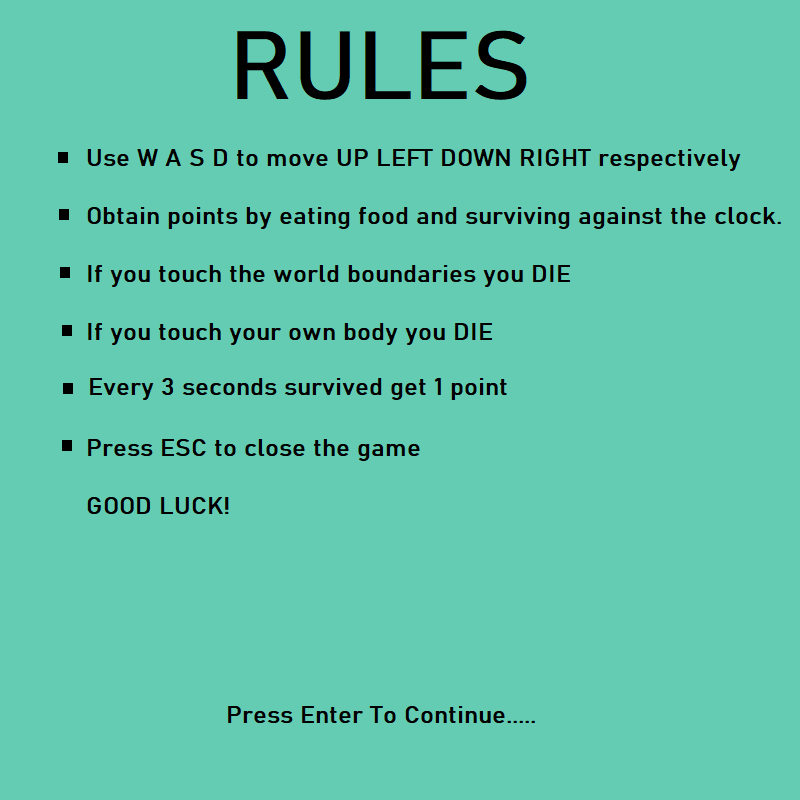 RULES
Use W A S D to move UP LEFT DOWN RIGHT respectively
Obtain points by eating food and surviving against the clock.
If you touch the world boundaries you DIE
If you touch your own body you DIE
Every 3 seconds survived get 1 point
Press ESC to close the game
GOOD LUCK!
Press Enter To Continue.....